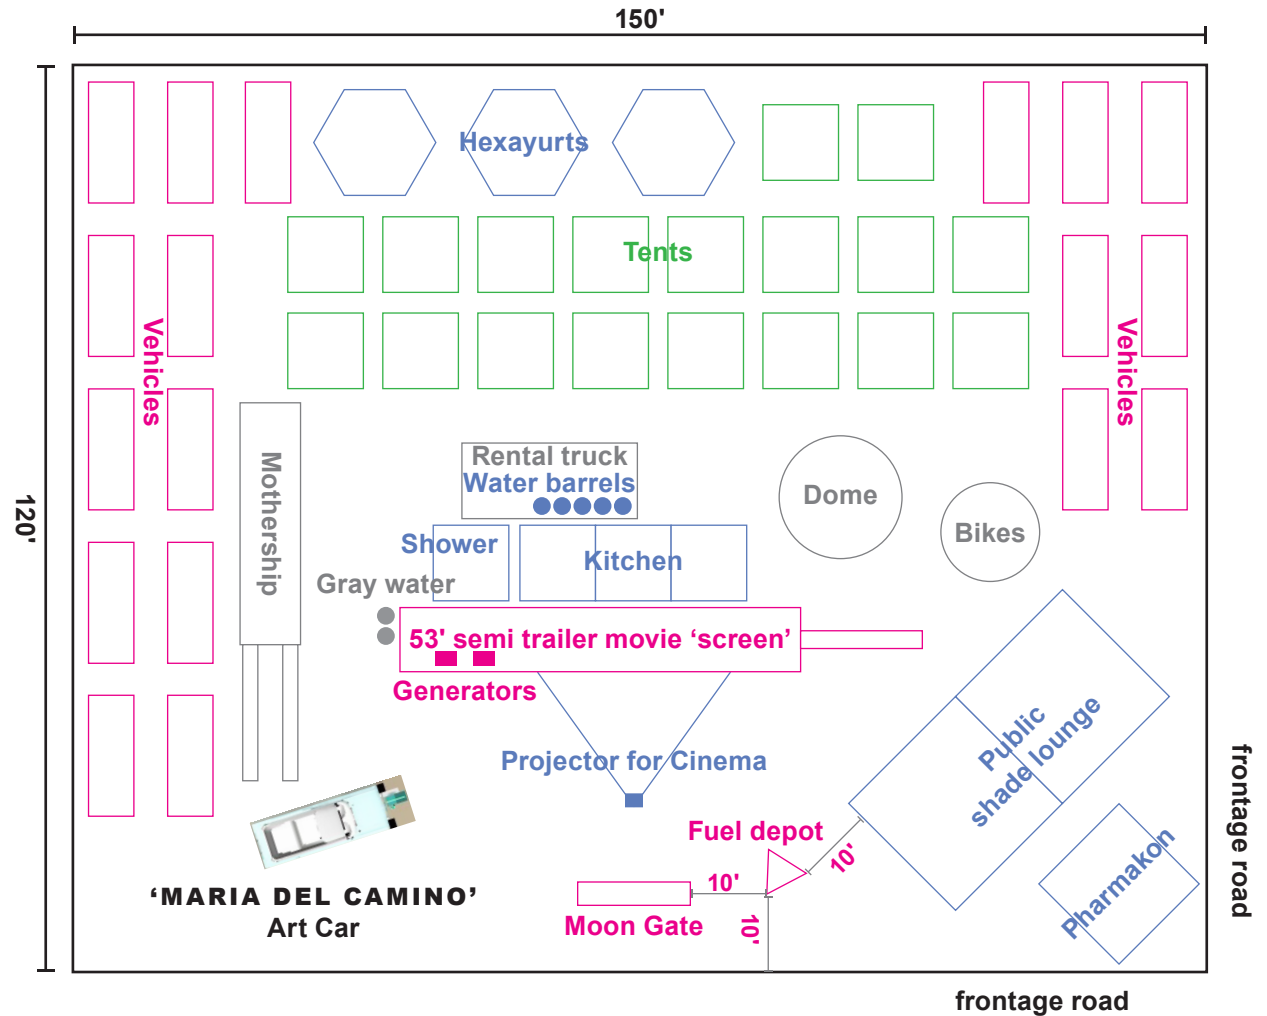 150'
120'
Hexayurts
Tents
Vehicles
Vehicles
Mothership
Rental truck
Water barrels
Dome
Bikes
Shower
Kitchen
Gray water
53' semi trailer movie ‘screen’
Generators
Projector for Cinema
Public
shade lounge
Pharmakon
Fuel depot
10'
10'
10'
Moon Gate
‘MARIA DEL CAMINO’
Art Car
frontage road
frontage road